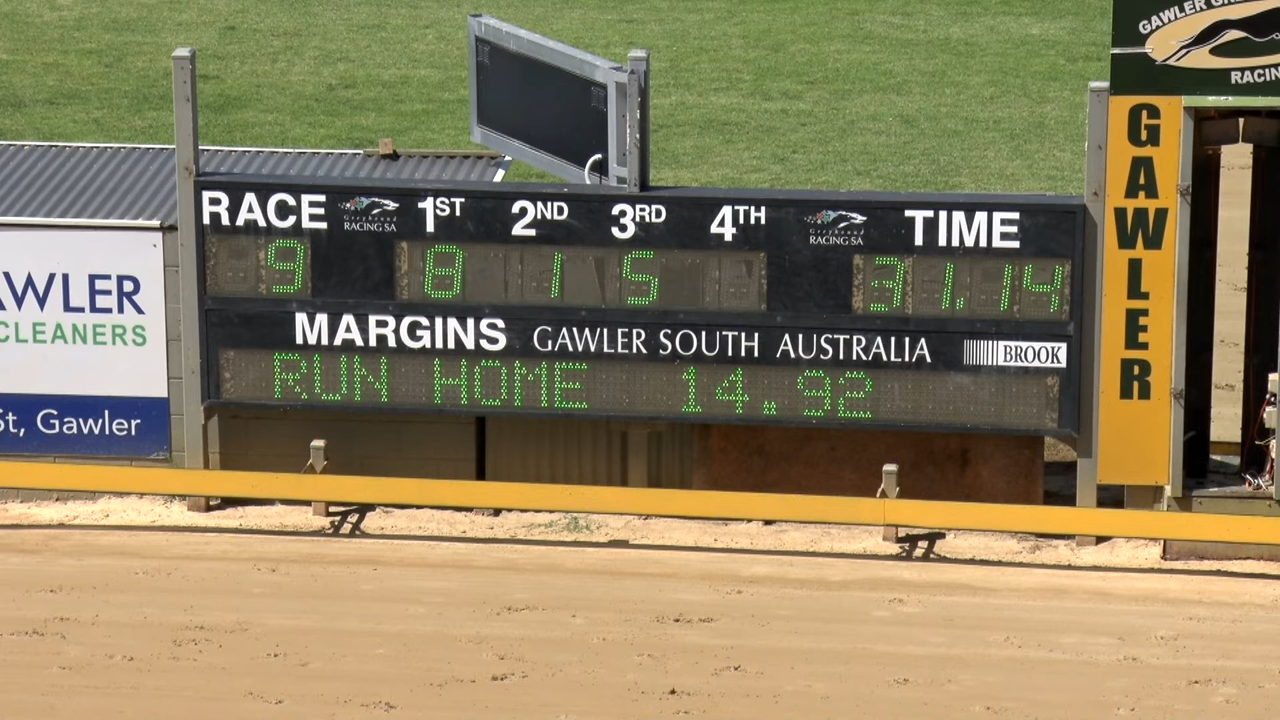 GAWLER
RACIN
GAWLER
RACE
Greyhound
RACING SA
1ST 2ND 3RD 4TH
Greyhound
RACING SA
TIME
9 8 1 5 31.14
MARGINS GAWLER SOUTH AUSTRALIA BROOK
RUN HOME 14.92
AWLER
CLEANERS
St, Gawler